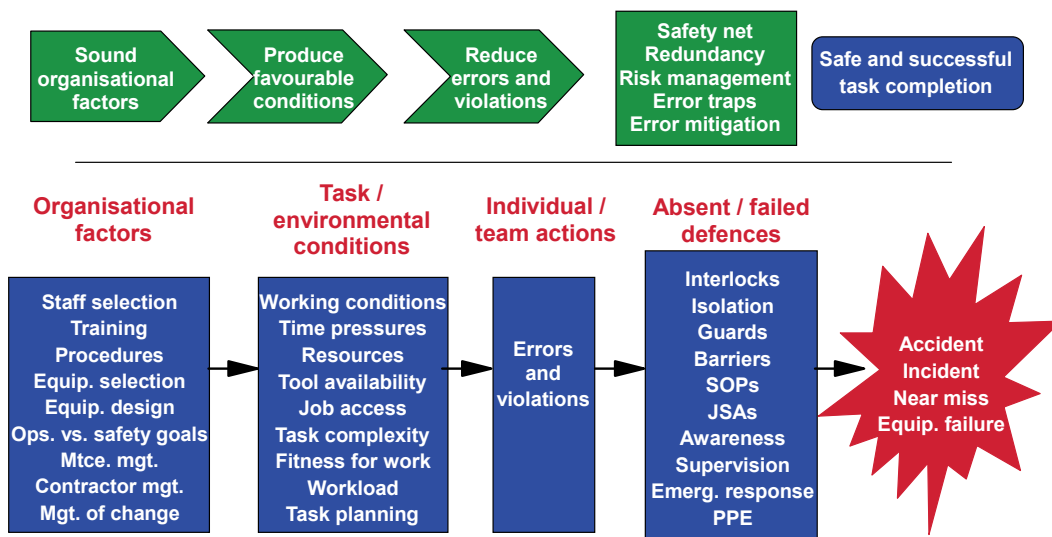 Sound
organisational
factors
Produce
favourable
conditions
Reduce
errors and
violations
Safety net
Redundancy
Risk management
Error traps
Error mitigation
Safe and successful
task completion
Organisational
factors
Task /
environmental
conditions
Individual /
team actions
Absent / failed
defences
Staff selection
Training
Procedures
Equip. selection
Equip. design
Ops. vs. safety goals
Mtce. mgt.
Contractor mgt.
Mgt. of change
Working conditions
Time pressures
Resources
Tool availability
Job access
Task complexity
Fitness for work
Workload
Task planning
Errors
and
violations
Interlocks
Isolation
Guards
Barriers
SOPs
JSAs
Awareness
Supervision
Emerg. response
PPE
Accident
Incident
Near miss
Equip. failure